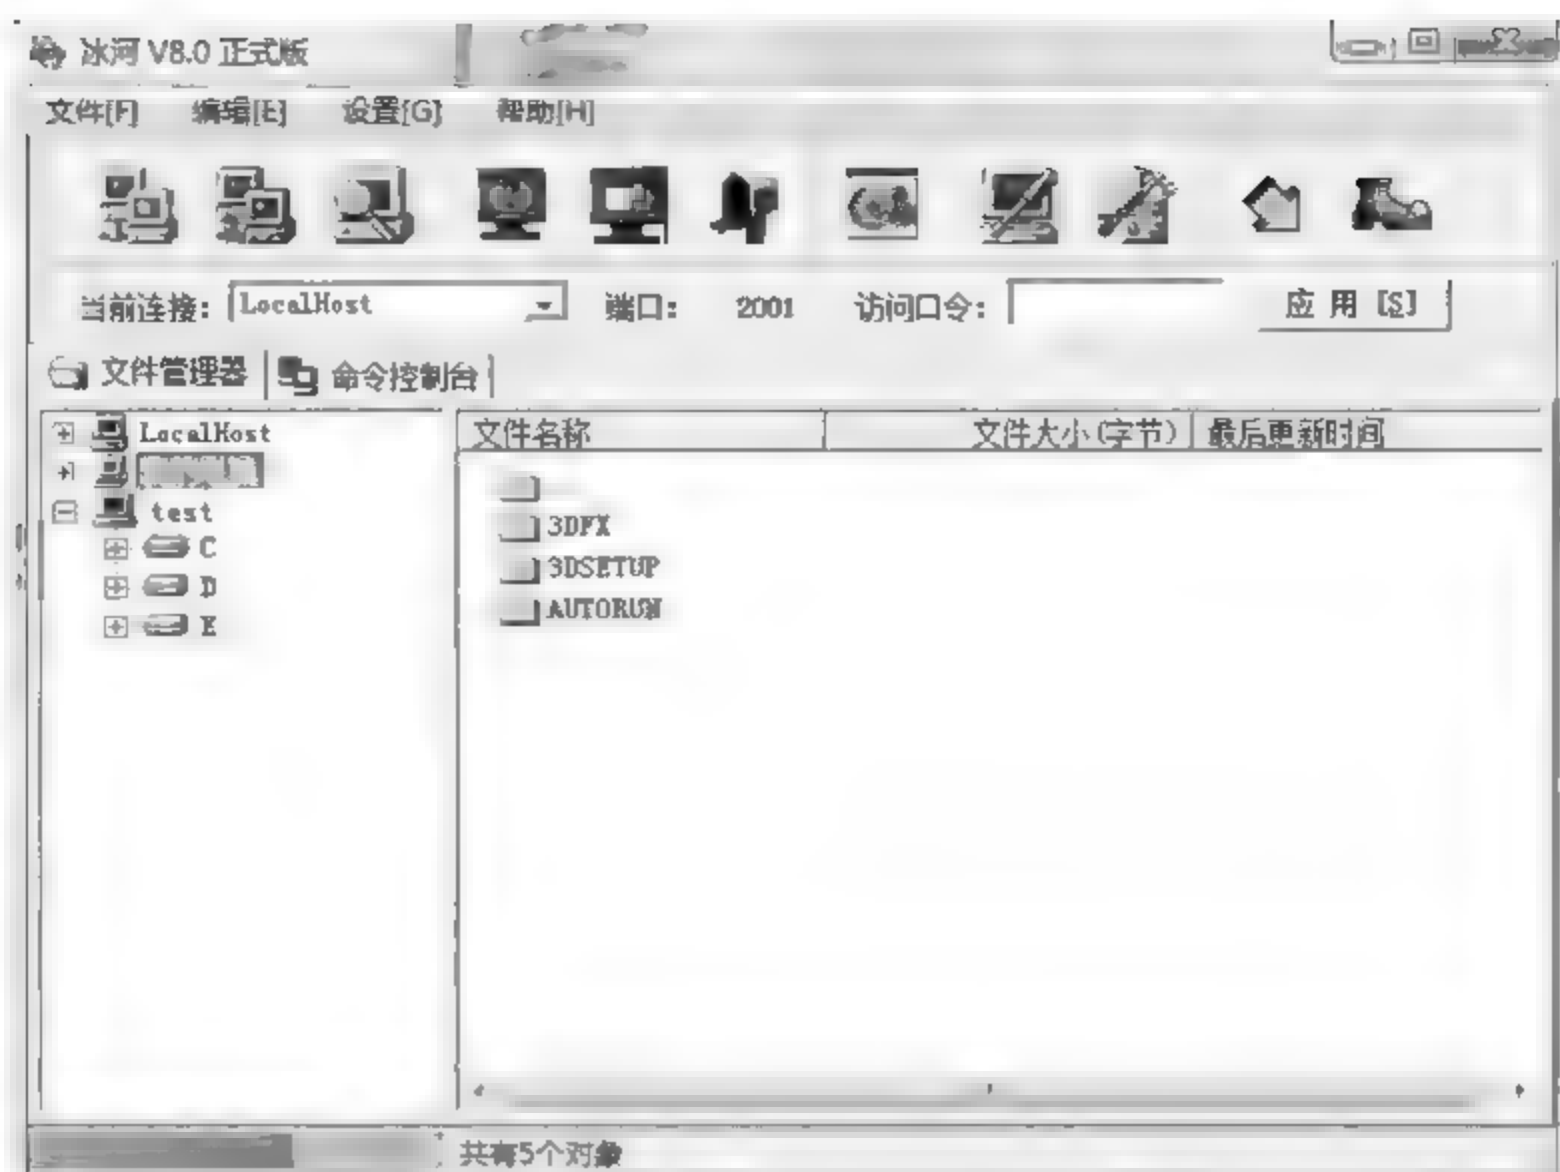 冰河 V8.0 正式版
文件[F] 编辑[E] 设置[G] 帮助[H]
当前连接： LocalHost 端口： 2001 访问口令： 应 用 [S]
文件管理器 命令控制台
文件名称 文件大小(字节) 最后更新时间
LocalHost
test
C
D
E
3DFX
3DSETUP
AUTORUN
共有5个对象